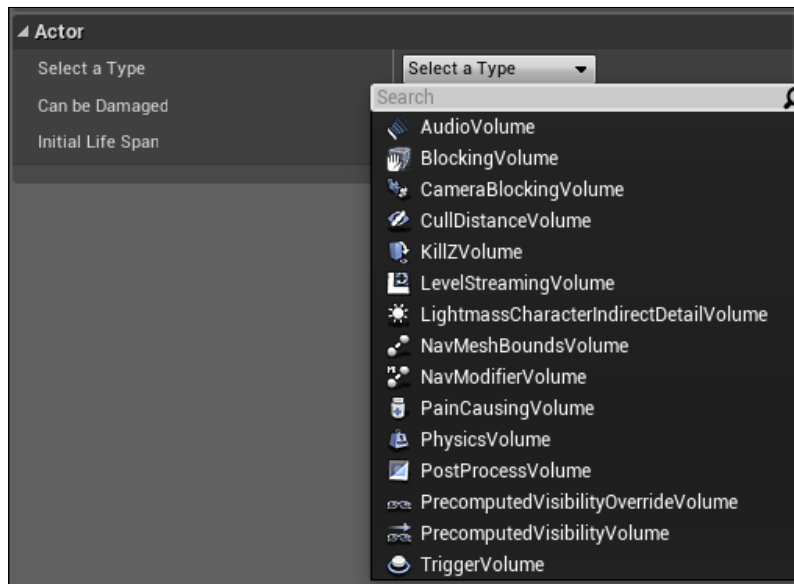 Actor
Select a Type
Select a Type
Can be Damaged
Initial Life Span
Search
AudioVolume
BlockingVolume
CameraBlockingVolume
CullDistanceVolume
KillZVolume
LevelStreamingVolume
LightmassCharacterIndirectDetailVolume
NavMeshBoundsVolume
NavModifierVolume
PainCausingVolume
PhysicsVolume
PostProcessVolume
PrecomputedVisibilityOverrideVolume
PrecomputedVisibilityVolume
TriggerVolume